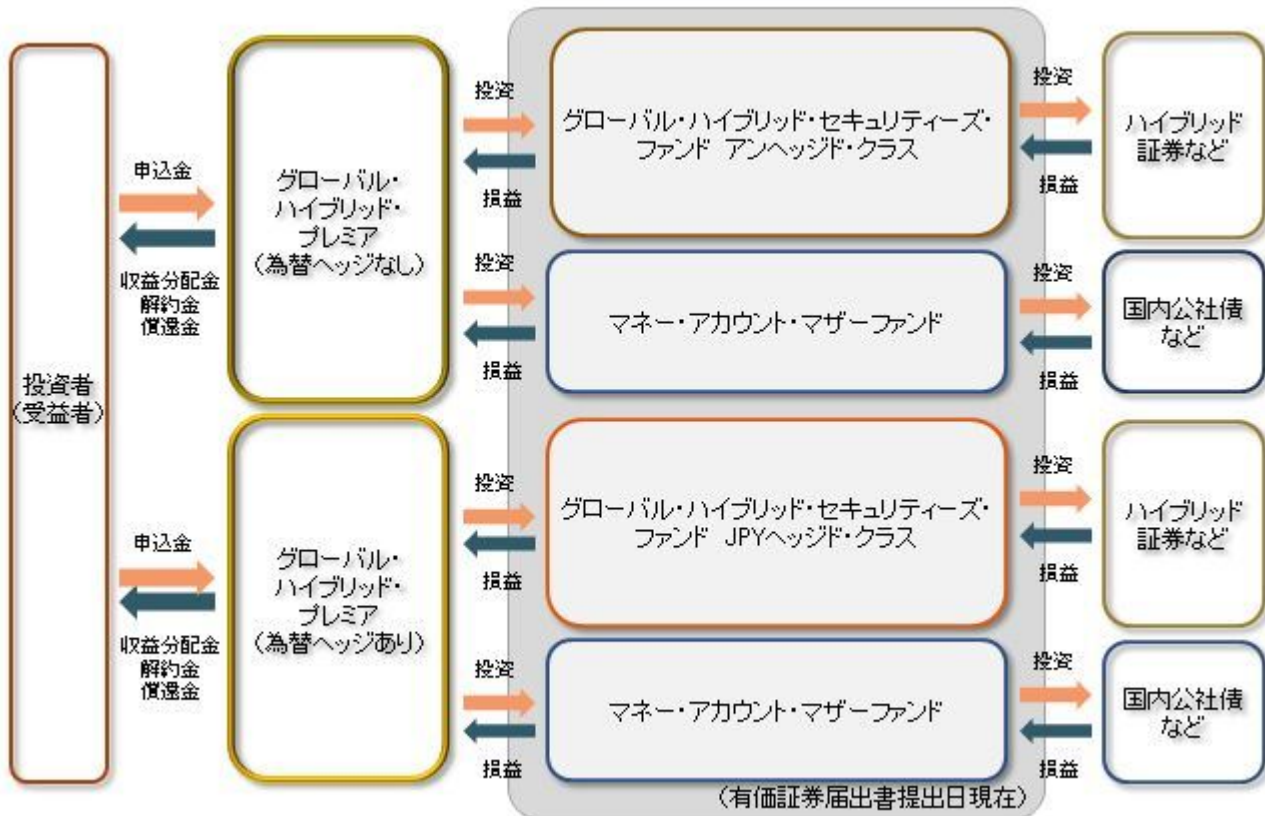 投資者
（受益者）
申込金
収益分配金
解約金
償還金
グローバル・
ハイブリッド・
プレミア
（為替ヘッジなし）
投資
損益
グローバル・ハイブリッド・セキュリティーズ・
ファンド アンヘッジド・クラス
投資
損益
ハイブリッド
証券など
投資
損益
マネー・アカウント・マザーファンド
投資
損益
国内公社債
など
申込金
収益分配金
解約金
償還金
グローバル・
ハイブリッド・
プレミア
（為替ヘッジあり）
投資
損益
グローバル・ハイブリッド・セキュリティーズ・
ファンド JPYヘッジド・クラス
投資
損益
ハイブリッド
証券など
投資
損益
マネー・アカウント・マザーファンド
投資
損益
国内公社債
など
（有価証券届出書提出日現在）